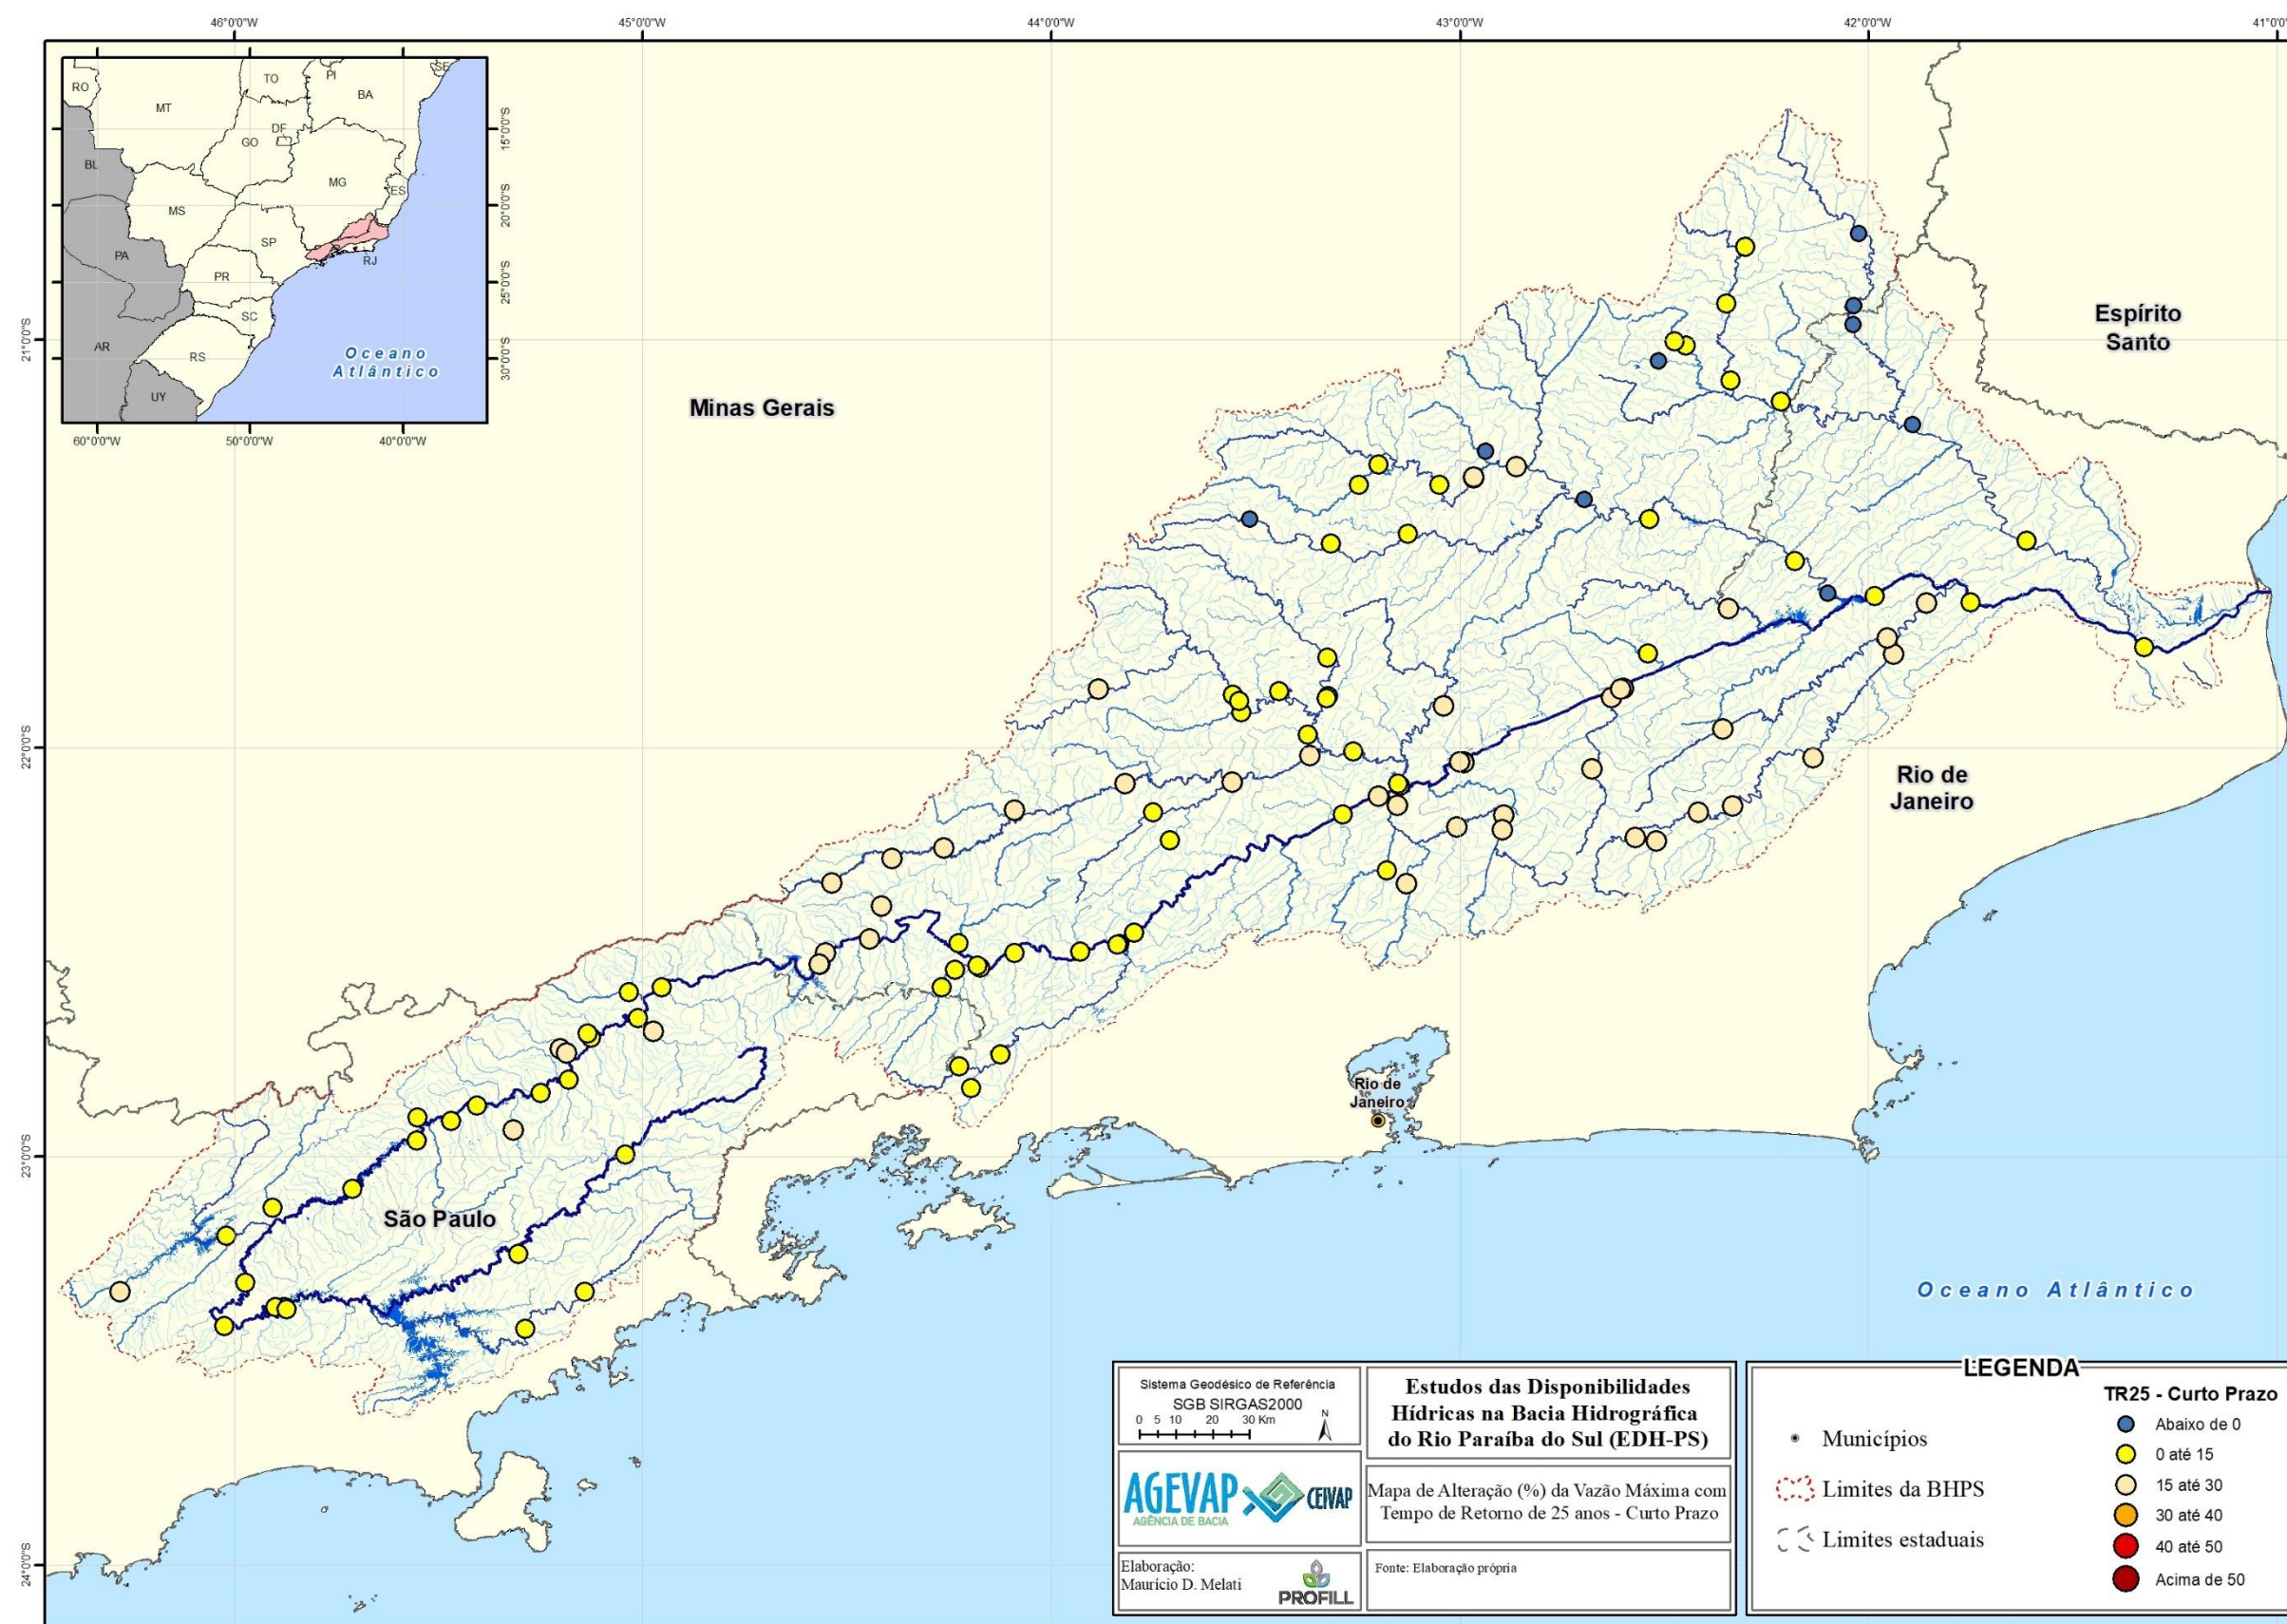 46°0'0"W
45°0'0"W
44°0'0"W
43°0'0"W
42°0'0"W
41°0'0"
21°0'0"S
22°0'0"S
23°0'0"S
24°0'0"S
RO
TO
PI
SE
MT
BA
DF
GO
BL
MG
ES
MS
SP
PA
RJ
PR
SC
AR
RS
UY
Oceano
Atlântico
15°0'0"S
20°0'0"S
25°0'0"S
30°0'0"S
60°0'0"W
50°0'0"W
40°0'0"W
Minas Gerais
Espírito
Santo
Rio de
Janeiro
Rio de
Janeiro
São Paulo
Oceano Atlântico
Sistema Geodésico de Referência
SGB SIRGAS2000
0 5 10 20 30 Km
N
AGEVAP
AGÊNCIA DE BACIA
CEIVAP
Elaboração:
Maurício D. Melati
PROFILL
Estudos das Disponibilidades
Hídricas na Bacia Hidrográfica
do Rio Paraíba do Sul (EDH-PS)
Mapa de Alteração (%) da Vazão Máxima com
Tempo de Retorno de 25 anos - Curto Prazo
Fonte: Elaboração própria
LEGENDA
Municípios
Limites da BHPS
Limites estaduais
TR25 - Curto Prazo
Abaixo de 0
0 até 15
15 até 30
30 até 40
40 até 50
Acima de 50